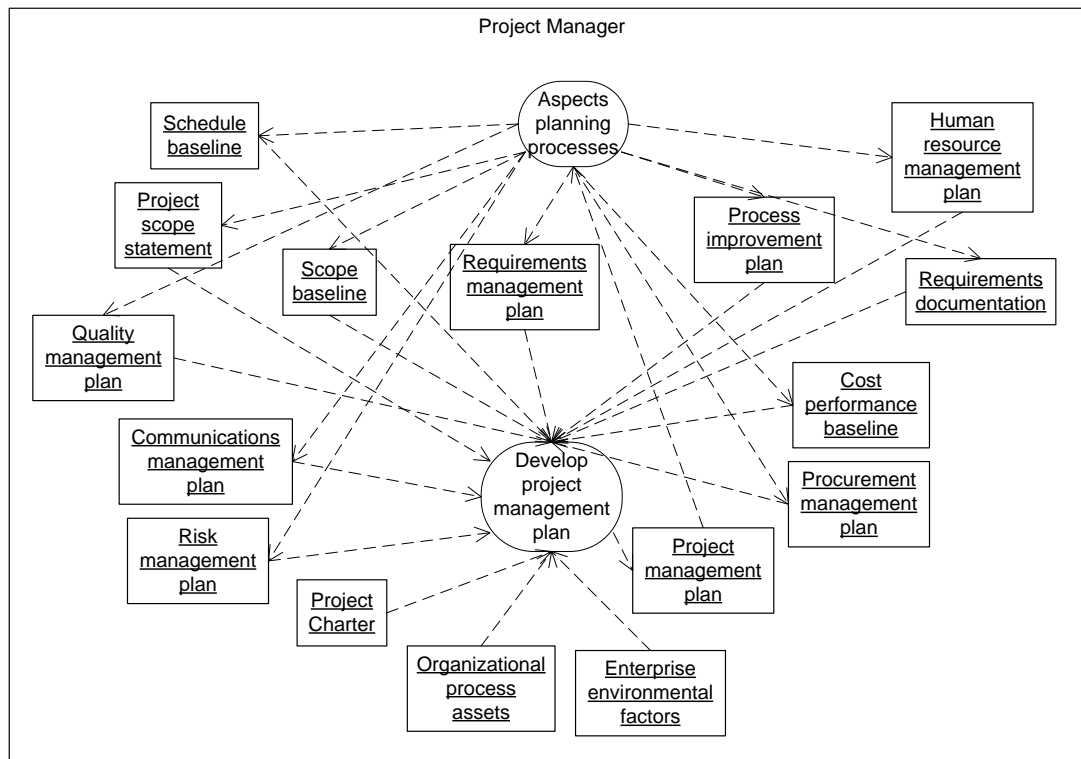 Project Manager
Aspects
planning
processes
Schedule
baseline
Human
resource
management
plan
Project
scope
statement
Process
improvement
plan
Scope
baseline
Requirements
management
plan
Requirements
documentation
Quality
management
plan
Cost
performance
baseline
Communications
management
plan
Develop
project
management
plan
Procurement
management
plan
Risk
management
plan
Project
management
plan
Project
Charter
Organizational
process
assets
Enterprise
environmental
factors